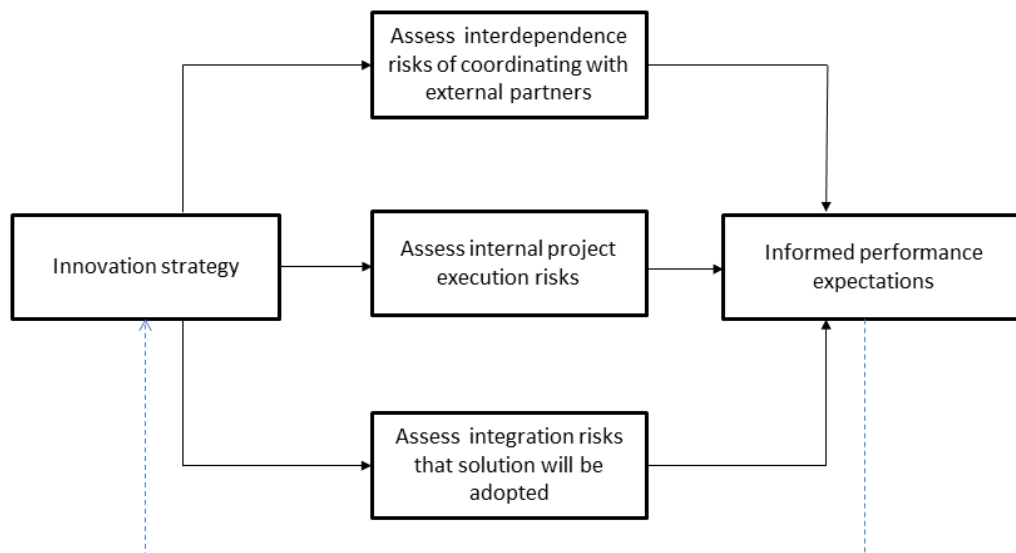 Assess interdependence
risks of coordinating with
external partners
Innovation strategy
Assess internal project
execution risks
Informed performance
expectations
Assess integration risks
that solution will be
adopted